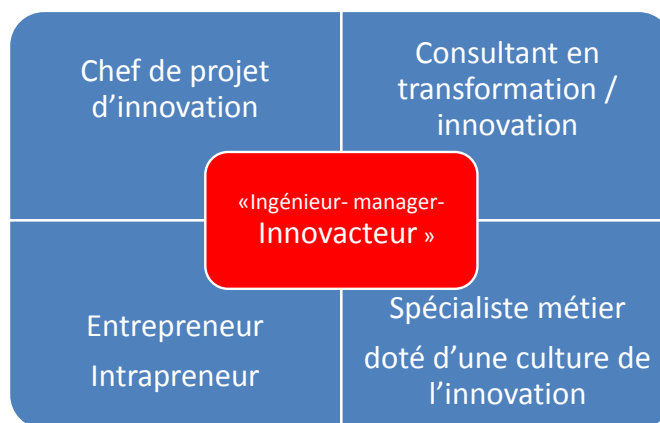 Chef de projet
d’innovation
Consultant en
transformation /
innovation
«Ingénieur- manager-
Innovacteur »
Entrepreneur
Intrapreneur
Spécialiste métier
doté d’une culture de
l’innovation